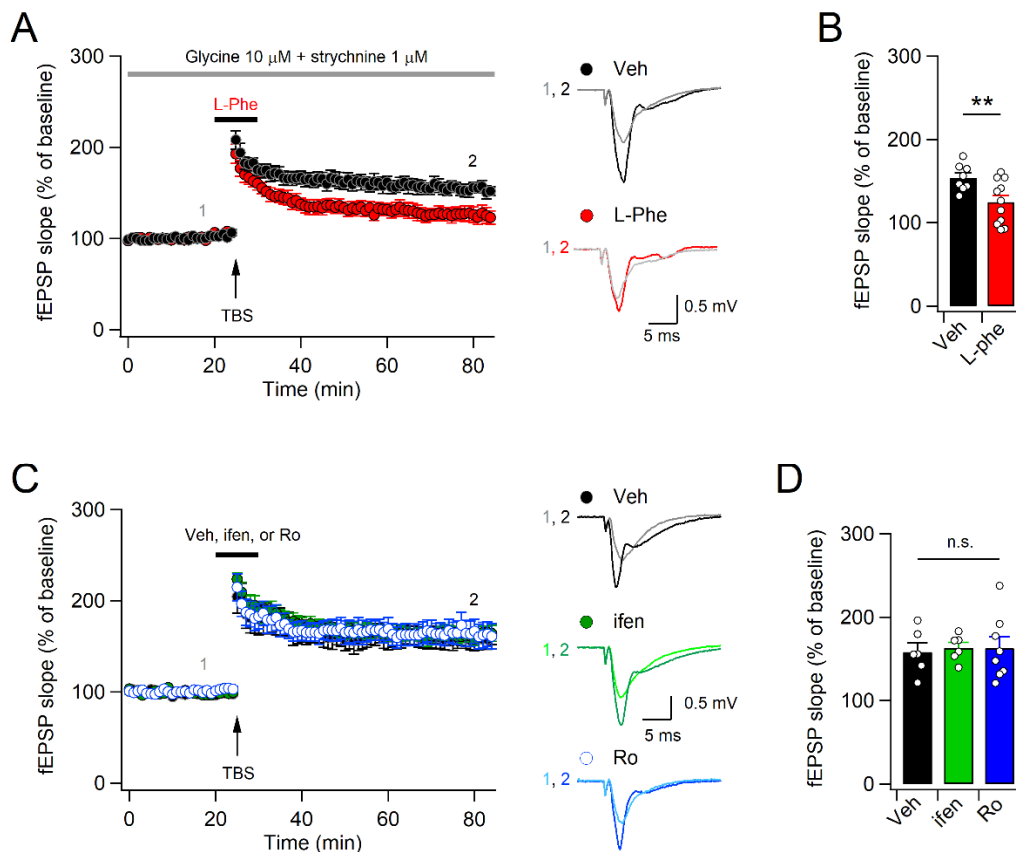 A
Glycine 10 μM + strychnine 1 μM
L-Phe
1
2
TBS
fEPSP slope (% of baseline)
300
200
100
0
0
20
40
60
80
Time (min)
Veh
1, 2
L-Phe
1, 2
0.5 mV
5 ms
B
fEPSP slope (% of baseline)
300
200
100
0
**
Veh
L-phe
C
Veh, ifen, or Ro
1
2
TBS
fEPSP slope (% of baseline)
300
200
100
0
0
20
40
60
80
Time (min)
Veh
1, 2
ifen
1, 2
0.5 mV
5 ms
Ro
1, 2
D
fEPSP slope (% of baseline)
300
200
100
0
n.s.
Veh
ifen
Ro